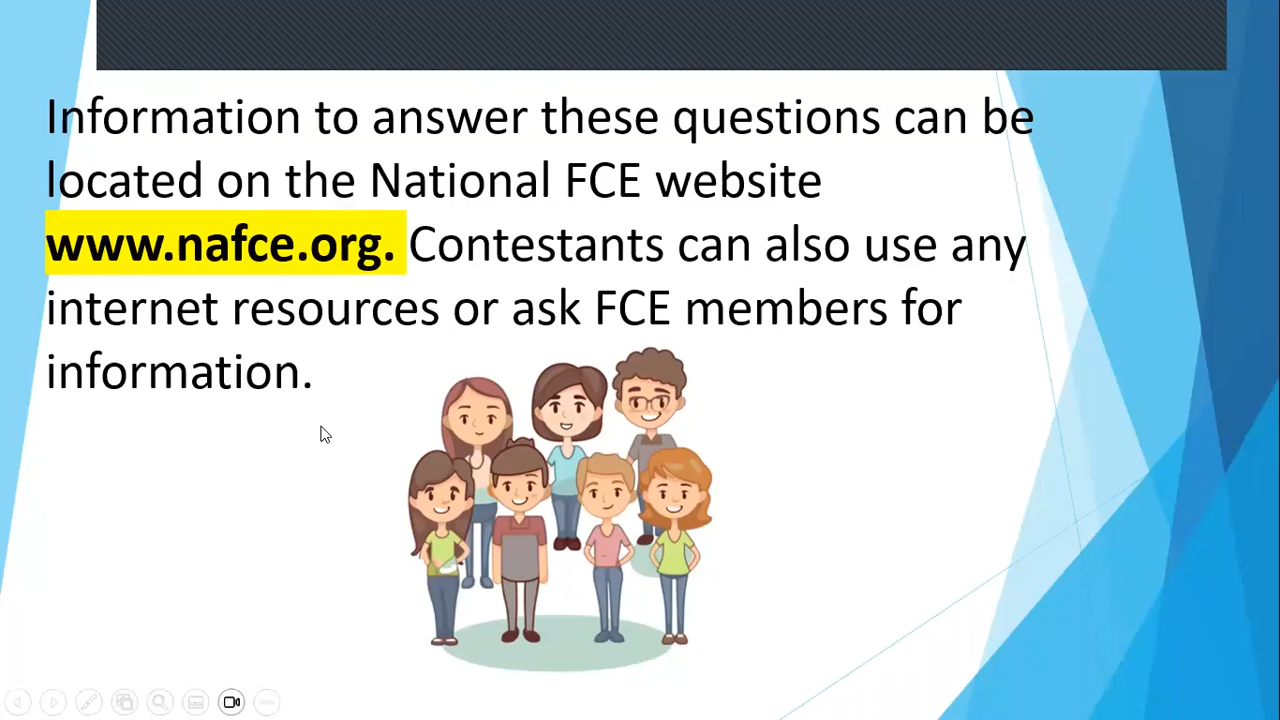 Information to answer these questions can be
located on the National FCE website
www.nafce.org. Contestants can also use any
internet resources or ask FCE members for
information.